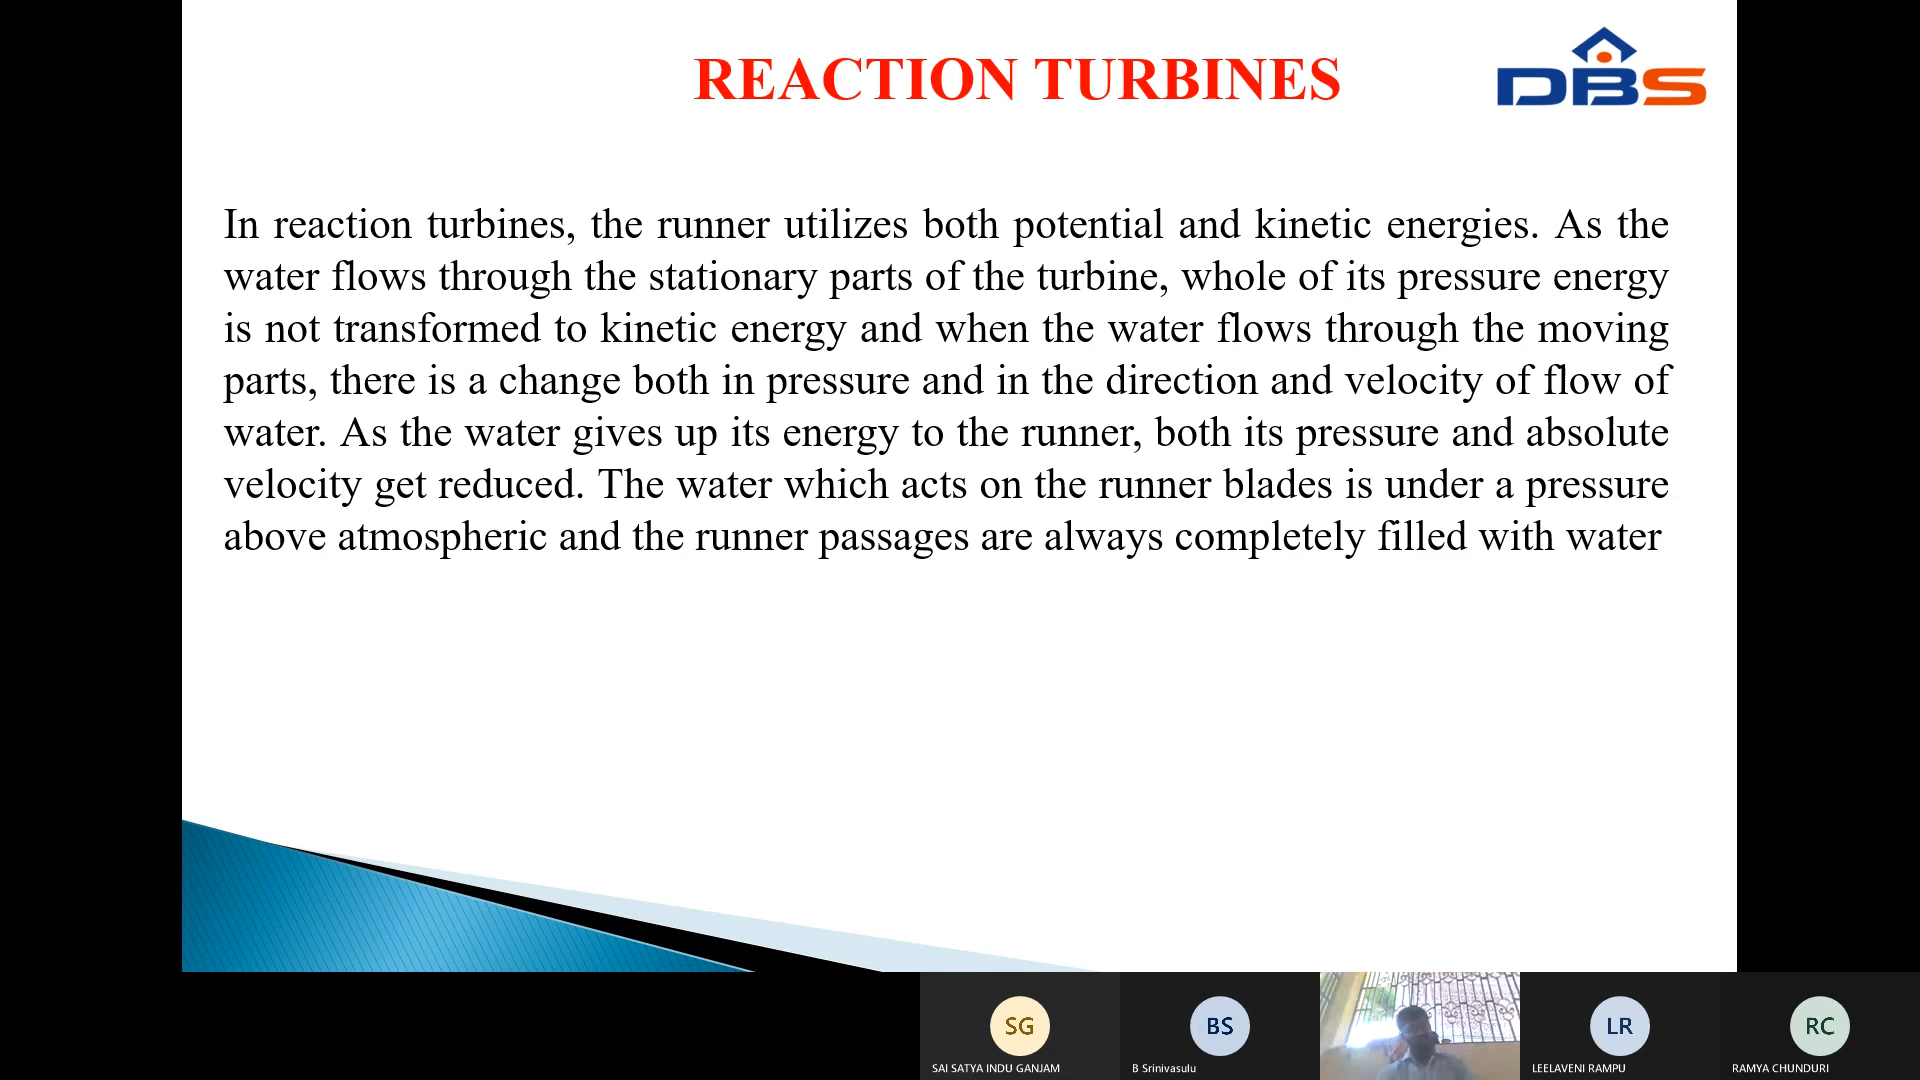 REACTION TURBINES
DBS
In reaction turbines, the runner utilizes both potential and kinetic energies. As the
water flows through the stationary parts of the turbine, whole of its pressure energy
is not transformed to kinetic energy and when the water flows through the moving
parts, there is a change both in pressure and in the direction and velocity of flow of
water. As the water gives up its energy to the runner, both its pressure and absolute
velocity get reduced. The water which acts on the runner blades is under a pressure
above atmospheric and the runner passages are always completely filled with water
SG
BS
LR
RC
SAI SATYA INDU GANJAM
B Srinivasulu
LEELAVENI RAMPU
RAMYA CHUNDURI